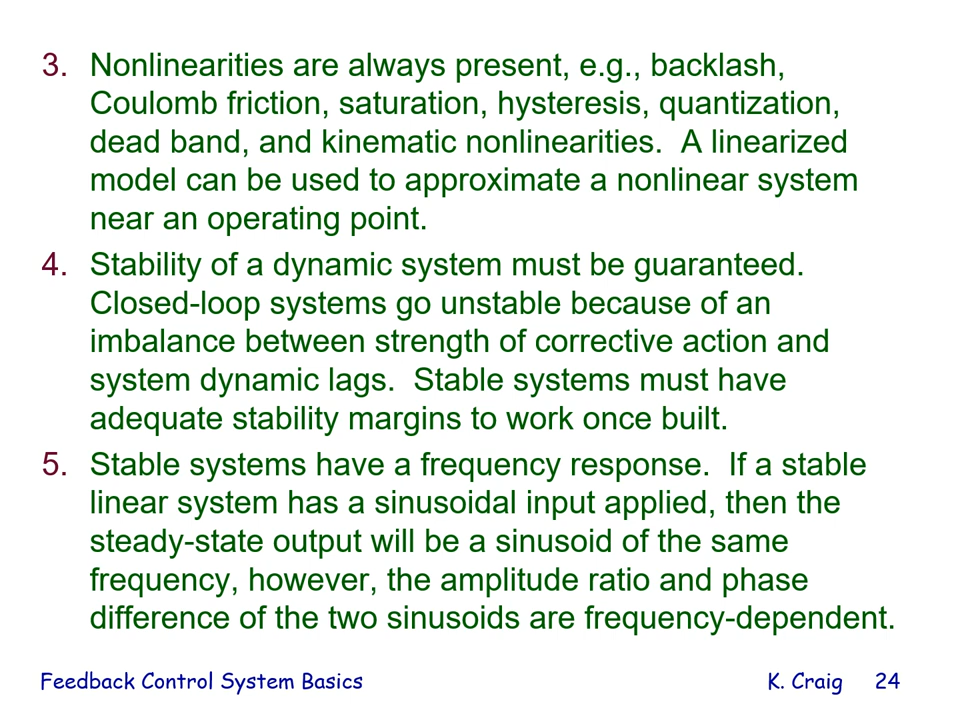 3. Nonlinearities are always present, e.g., backlash,
Coulomb friction, saturation, hysteresis, quantization,
dead band, and kinematic nonlinearities.  A linearized
model can be used to approximate a nonlinear system
near an operating point.
4. Stability of a dynamic system must be guaranteed.
Closed-loop systems go unstable because of an
imbalance between strength of corrective action and
system dynamic lags.  Stable systems must have
adequate stability margins to work once built.
5. Stable systems have a frequency response.  If a stable
linear system has a sinusoidal input applied, then the
steady-state output will be a sinusoid of the same
frequency, however, the amplitude ratio and phase
difference of the two sinusoids are frequency-dependent.
Feedback Control System Basics K. Craig 24